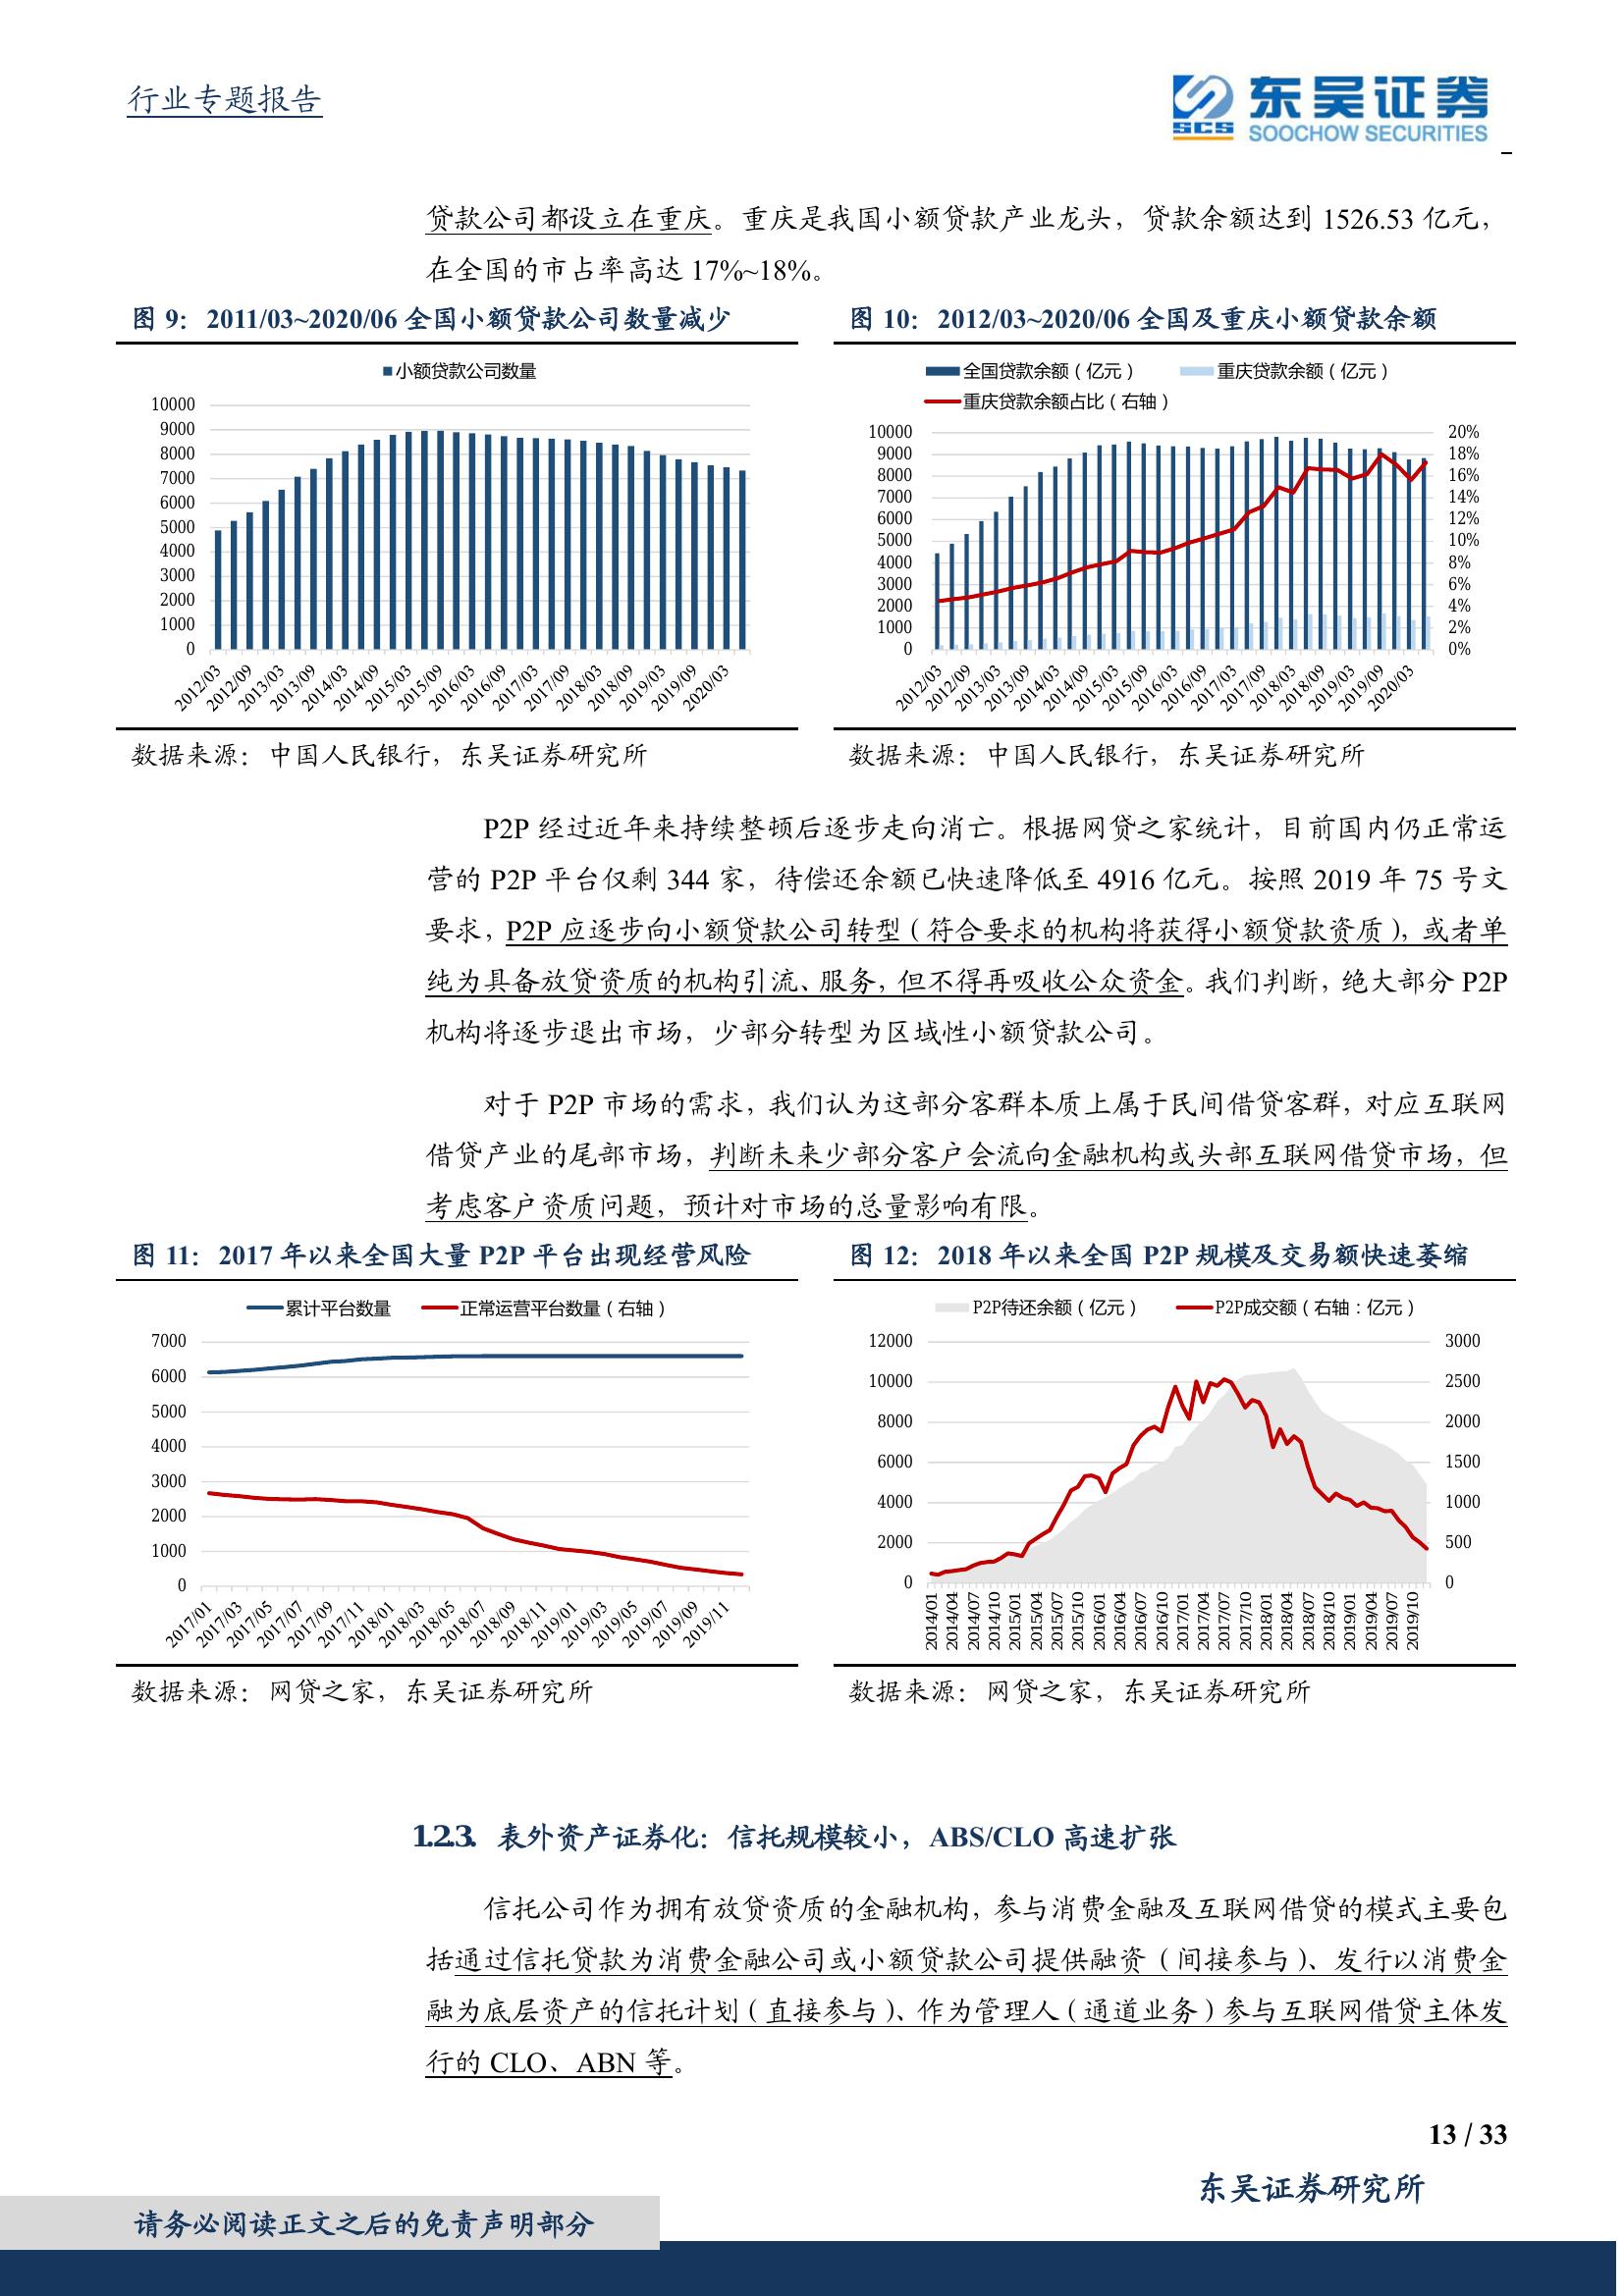 行业专题报告
SCS 东吴证券
SOOCHOW SECURITIES
贷款公司都设立在重庆。重庆是我国小额贷款产业龙头，贷款余额达到 1526.53 亿元，
在全国的市占率高达 17%~18%。
图 9： 2011/03~2020/06 全国小额贷款公司数量减少
小额贷款公司数量
10000
9000
8000
7000
6000
5000
4000
3000
2000
1000
0
2012/03 2012/09 2013/03 2013/09 2014/03 2014/09 2015/03 2015/09 2016/03 2016/09 2017/03 2017/09 2018/03 2018/09 2019/03 2019/09 2020/03
数据来源：中国人民银行，东吴证券研究所
图 10： 2012/03~2020/06 全国及重庆小额贷款余额
全国贷款余额（亿元） 重庆贷款余额（亿元）
重庆贷款余额占比（右轴）
10000 20%
9000 18%
8000 16%
7000 14%
6000 12%
5000 10%
4000 8%
3000 6%
2000 4%
1000 2%
0 0%
2012/03 2012/09 2013/03 2013/09 2014/03 2014/09 2015/03 2015/09 2016/03 2016/09 2017/03 2017/09 2018/03 2018/09 2019/03 2019/09 2020/03
数据来源：中国人民银行，东吴证券研究所
P2P 经过近年来持续整顿后逐步走向消亡。根据网贷之家统计，目前国内仍正常运
营的 P2P 平台仅剩 344 家，待偿还余额已快速降低至 4916 亿元。按照 2019 年 75 号文
要求，P2P 应逐步向小额贷款公司转型（符合要求的机构将获得小额贷款资质），或者单
纯为具备放贷资质的机构引流、服务，但不得再吸收公众资金。我们判断，绝大部分 P2P
机构将逐步退出市场，少部分转型为区域性小额贷款公司。
对于 P2P 市场的需求，我们认为这部分客群本质上属于民间借贷客群，对应互联网
借贷产业的尾部市场，判断未来少部分客户会流向金融机构或头部互联网借贷市场，但
考虑客户资质问题，预计对市场的总量影响有限。
图 11： 2017 年以来全国大量 P2P 平台出现经营风险
累计平台数量 正常运营平台数量（右轴）
7000
6000
5000
4000
3000
2000
1000
0
2017/01 2017/03 2017/05 2017/07 2017/09 2017/11 2018/01 2018/03 2018/05 2018/07 2018/09 2018/11 2019/01 2019/03 2019/05 2019/07 2019/09 2019/11
数据来源：网贷之家，东吴证券研究所
图 12： 2018 年以来全国 P2P 规模及交易额快速萎缩
P2P待还余额（亿元） P2P成交额（右轴：亿元）
12000 3000
10000 2500
8000 2000
6000 1500
4000 1000
2000 500
0 0
2014/01 2014/04 2014/07 2014/10 2015/01 2015/04 2015/07 2015/10 2016/01 2016/04 2016/07 2016/10 2017/01 2017/04 2017/07 2017/10 2018/01 2018/04 2018/07 2018/10 2019/01 2019/04 2019/07 2019/10
数据来源：网贷之家，东吴证券研究所
1.2.3. 表外资产证券化：信托规模较小，ABS/CLO 高速扩张
信托公司作为拥有放贷资质的金融机构，参与消费金融及互联网借贷的模式主要包
括通过信托贷款为消费金融公司或小额贷款公司提供融资（间接参与）、发行以消费金
融为底层资产的信托计划（直接参与）、作为管理人（通道业务）参与互联网借贷主体发
行的 CLO、ABN 等。
13 / 33
东吴证券研究所
请务必阅读正文之后的免责声明部分